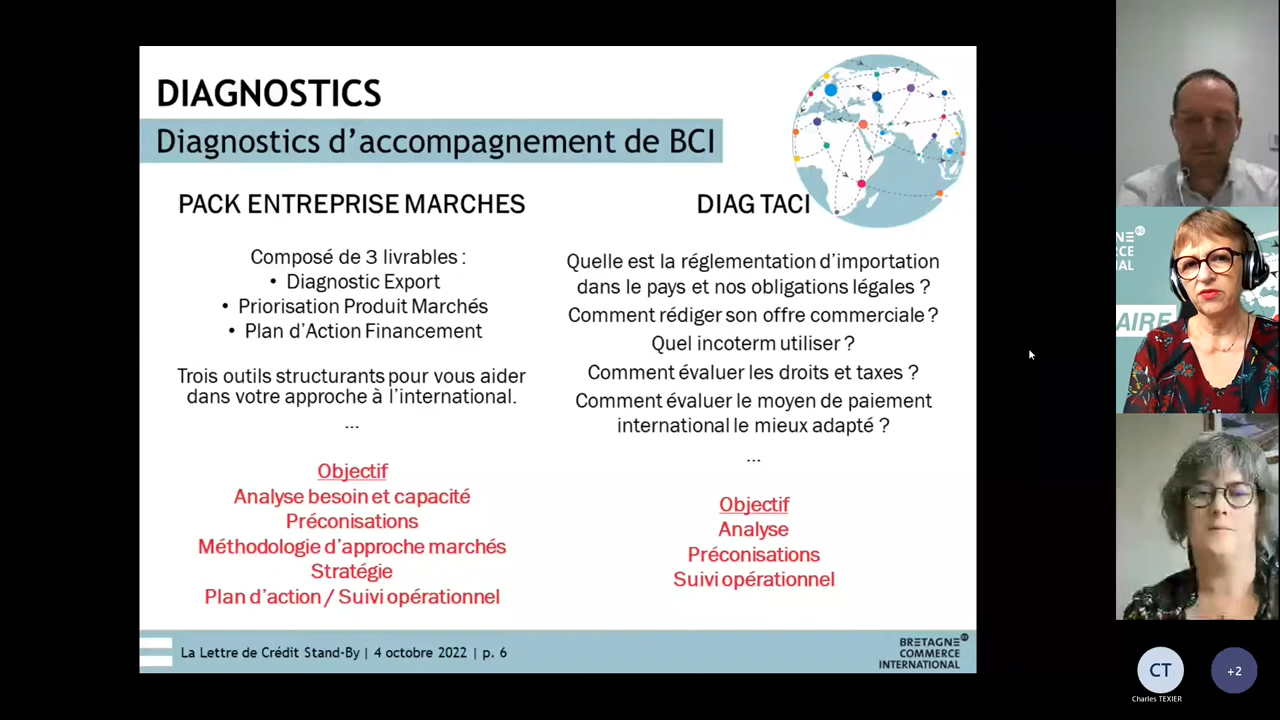 DIAGNOSTICS
Diagnostics d'accompagnement de BCI
PACK ENTREPRISE MARCHES
Composé de 3 livrables :
• Diagnostic Export
• Priorisation Produit Marchés
• Plan d'Action Financement
Trois outils structurants pour vous aider
dans votre approche à l'international.
...
Objectif
Analyse besoin et capacité
Préconisations
Méthodologie d'approche marchés
Stratégie
Plan d'action / Suivi opérationnel
DIAG TACI
Quelle est la réglementation d'importation
dans le pays et nos obligations légales ?
Comment rédiger son offre commerciale ?
Quel incoterm utiliser ?
Comment évaluer les droits et taxes ?
Comment évaluer le moyen de paiement
international le mieux adapté ?
...
Objectif
Analyse
Préconisations
Suivi opérationnel
La Lettre de Crédit Stand-By | 4 octobre 2022 | p. 6
BRETAGNE
COMMERCE
INTERNATIONAL
NE
RCE
NAL
AIRE
CT
Charles TEXIER
+2